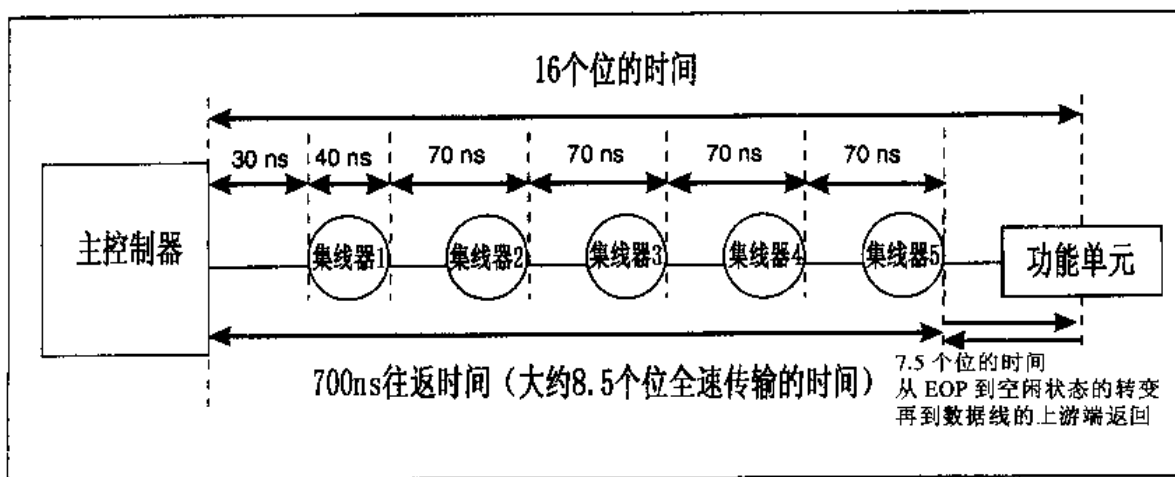 16个位的时间
30 ns
40 ns
70 ns
70 ns
70 ns
70 ns
主控制器
集线器1
集线器2
集线器3
集线器4
集线器5
功能单元
700ns往返时间（大约8.5个位全速传输的时间）
7.5 个位的时间
从 EOP 到空闲状态的转变
再到数据线的上游端返回